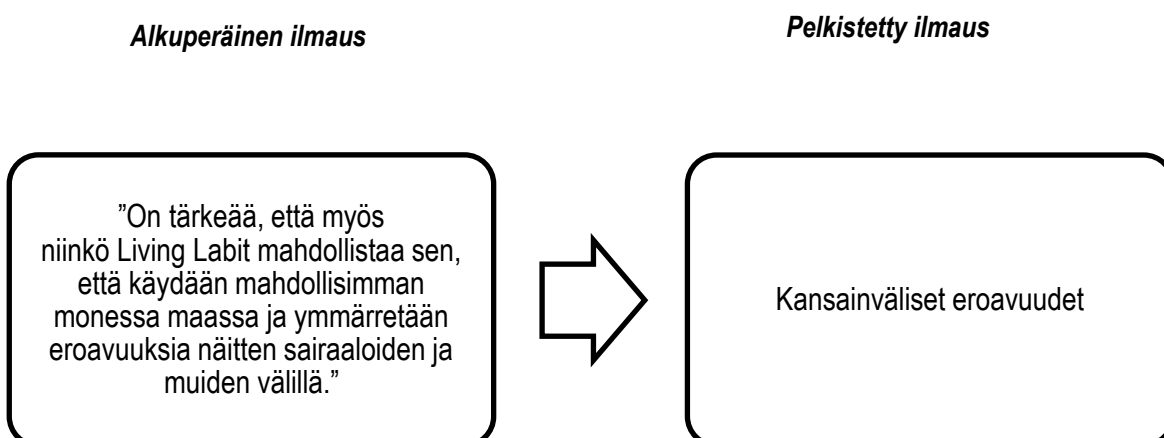 Alkuperäinen ilmaus
Pelkistetty ilmaus
”On tärkeää, että myös
niinkö Living Labit mahdollistaa sen,
että käydään mahdollisimman
monessa maassa ja ymmärretään
eroavuuksia näitten sairaaloiden ja
muiden välillä.”
Kansainväliset eroavuudet